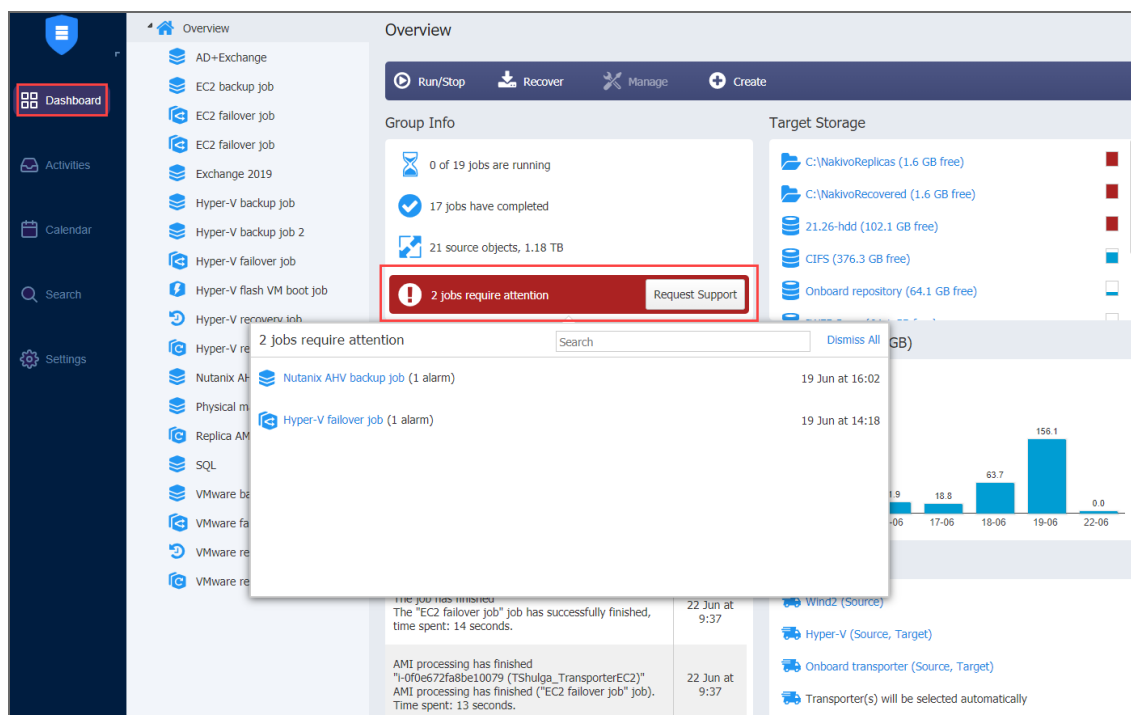 Dashboard
Activities
Calendar
Search
Settings
Overview
AD+Exchange
EC2 backup job
EC2 failover job
EC2 failover job
Exchange 2019
Hyper-V backup job
Hyper-V backup job 2
Hyper-V failover job
Hyper-V flash VM boot job
Hyper-V recovery job
Hyper-V re
Nutanix AH
Physical m
Replica AM
SQL
VMware ba
VMware fa
VMware re
VMware re
Overview
Run/Stop
Recover
Manage
Create
Group Info
0 of 19 jobs are running
17 jobs have completed
21 source objects, 1.18 TB
2 jobs require attention
Request Support
2 jobs require attention
Search
Dismiss All
Nutanix AHV backup job (1 alarm)
19 Jun at 16:02
Hyper-V failover job (1 alarm)
19 Jun at 14:18
Target Storage
C:\NakivoReplicas (1.6 GB free)
C:\NakivoRecovered (1.6 GB free)
21.26-hdd (102.1 GB free)
CIFS (376.3 GB free)
Onboard repository (64.1 GB free)
GB)
156.1
63.7
18.8
0.0
1.9
-06
17-06
18-06
19-06
22-06
The job has finished
The "EC2 failover job" job has successfully finished,
time spent: 14 seconds.
22 Jun at
9:37
AMI processing has finished
"i-0f0e672fa8be10079 (TShulga_TransporterEC2)"
AMI processing has finished ("EC2 failover job" job).
Time spent: 13 seconds.
22 Jun at
9:37
Wind2 (Source)
Hyper-V (Source, Target)
Onboard transporter (Source, Target)
Transporter(s) will be selected automatically